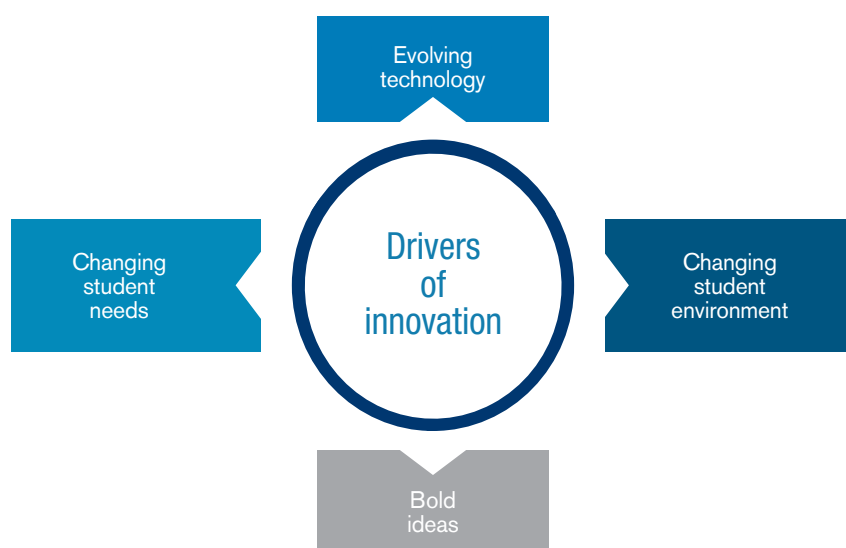 Evolving
technology
Changing
student
needs
Drivers
of
innovation
Changing
student
environment
Bold
ideas